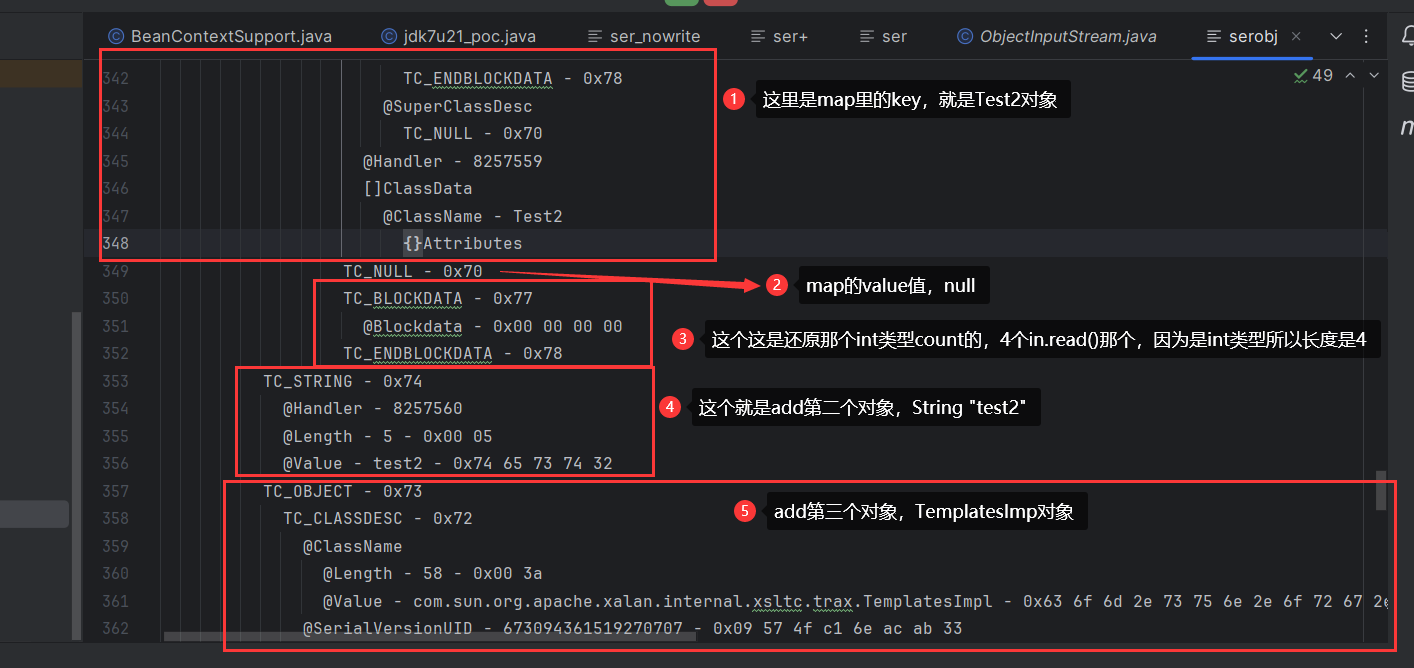 BeanContextSupport.java jdk7u21_poc.java ser_nowrite ser+ ser ObjectInputStream.java serobj
49
342 TC_ENDBLOCKDATA - 0x78
① 这里是map里的key，就是Test2对象
343 @SuperClassDesc
344 TC_NULL - 0x70
345 @Handler - 8257559
346 []ClassData
347 @ClassName - Test2
348 {}Attributes
349 TC_NULL - 0x70
② map的value值，null
350 TC_BLOCKDATA - 0x77
351 @Blockdata - 0x00 00 00 00
③ 这个这是还原那个int类型count的，4个in.read()那个，因为是int类型所以长度是4
352 TC_ENDBLOCKDATA - 0x78
353 TC_STRING - 0x74
354 @Handler - 8257560
④ 这个就是add第二个对象，String "test2"
355 @Length - 5 - 0x00 05
356 @Value - test2 - 0x74 65 73 74 32
357 TC_OBJECT - 0x73
⑤ add第三个对象，TemplatesImp对象
358 TC_CLASSDESC - 0x72
359 @ClassName
360 @Length - 58 - 0x00 3a
361 @Value - com.sun.org.apache.xalan.internal.xsltc.trax.TemplatesImpl - 0x63 6f 6d 2e 73 75 6e 2e 6f 72 67 2e
362 @SerialVersionUID - 673094361519270707 - 0x09 57 4f c1 6e ac ab 33